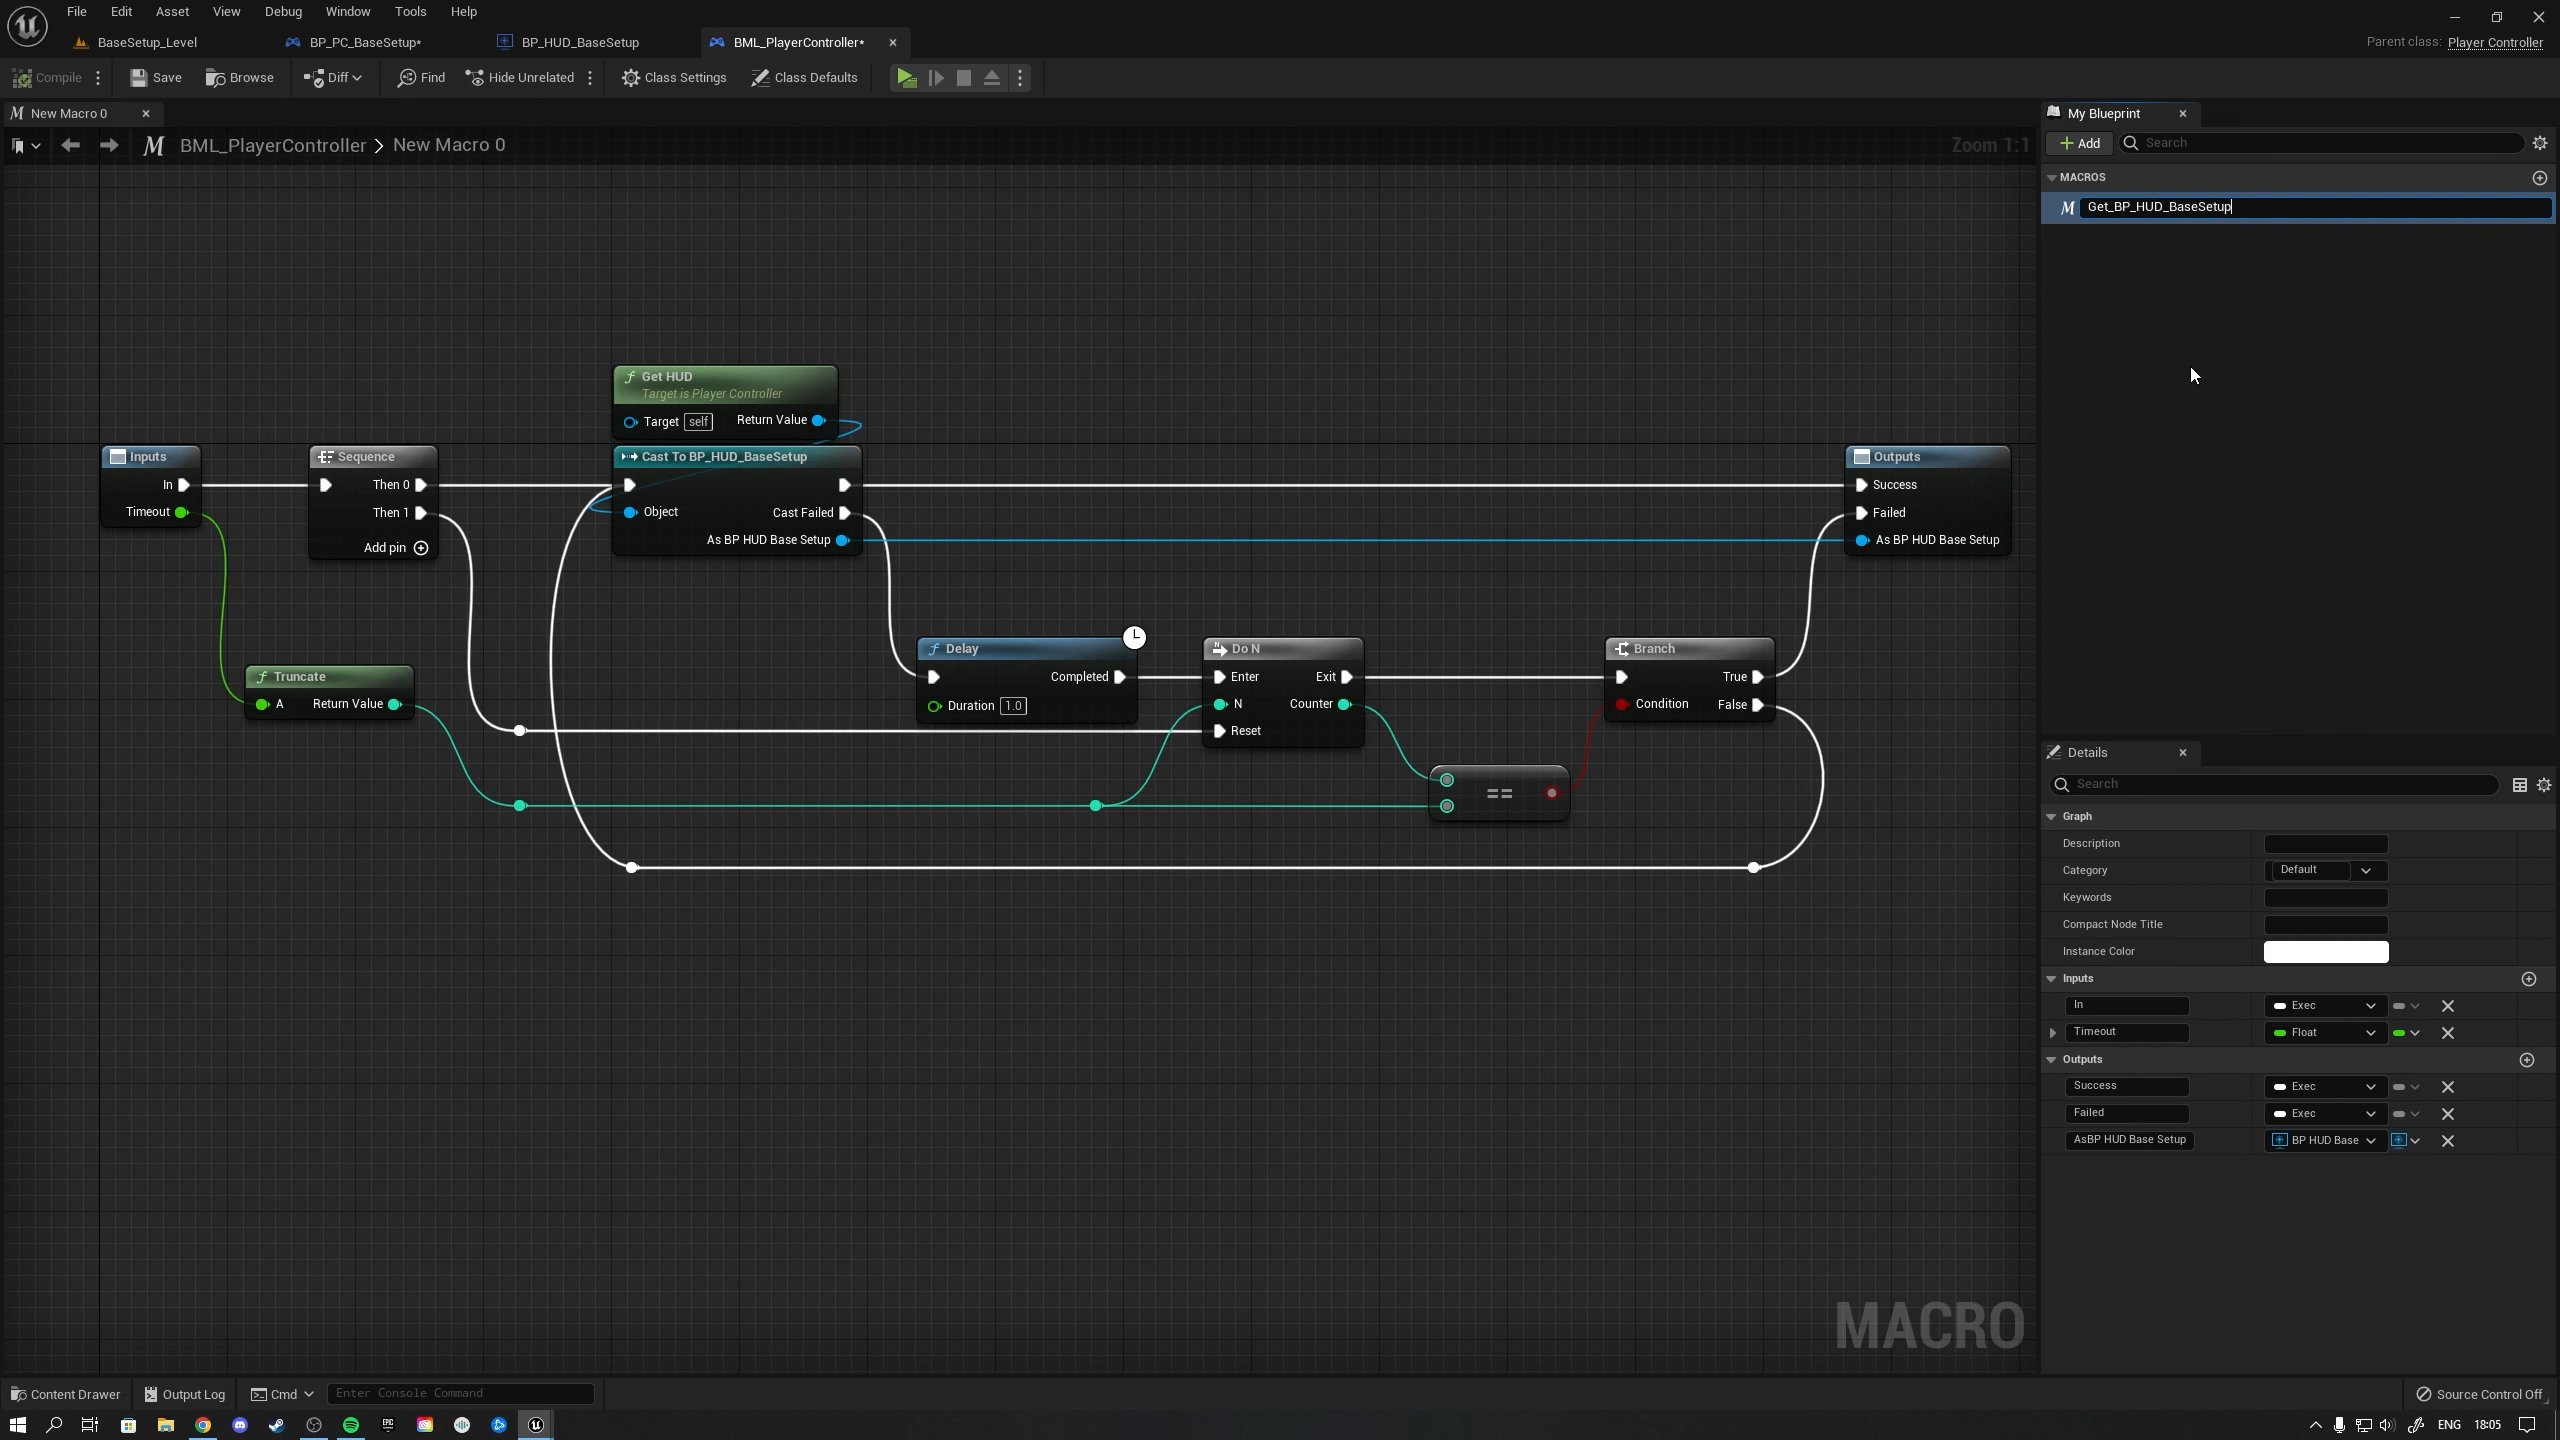 File Edit Asset View Debug Window Tools Help
BaseSetup_Level BP_PC_BaseSetup* BP_HUD_BaseSetup BML_PlayerController*
Parent class: Player Controller
Compile Save Browse Diff Find Hide Unrelated Class Settings Class Defaults
New Macro 0
BML_PlayerController > New Macro 0
Zoom 1:1
My Blueprint
Add Search
MACROS
Get_BP_HUD_BaseSetup
Get HUD
Target is Player Controller
Target self Return Value
Inputs
In
Timeout
Sequence
Then 0
Then 1
Add pin
Cast To BP_HUD_BaseSetup
Object Cast Failed
As BP HUD Base Setup
Outputs
Success
Failed
As BP HUD Base Setup
Truncate
A Return Value
Delay
Completed
Duration 1.0
Do N
Enter Exit
N Counter
Reset
Branch
True
Condition False
==
MACRO
Details
Search
Graph
Description
Category Default
Keywords
Compact Node Title
Instance Color
Inputs
In Exec
Timeout Float
Outputs
Success Exec
Failed Exec
AsBP HUD Base Setup BP HUD Base
Content Drawer Output Log Cmd Enter Console Command
Source Control Off
EPIC
ENG 18:05